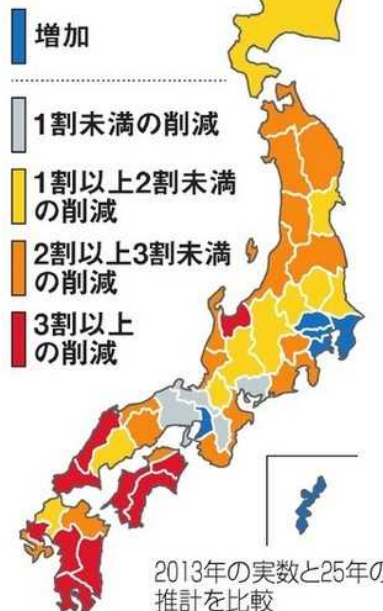 増加
1割未満の削減
1割以上2割未満
の削減
2割以上3割未満
の削減
3割以上
の削減
2013年の実数と25年の
推計を比較